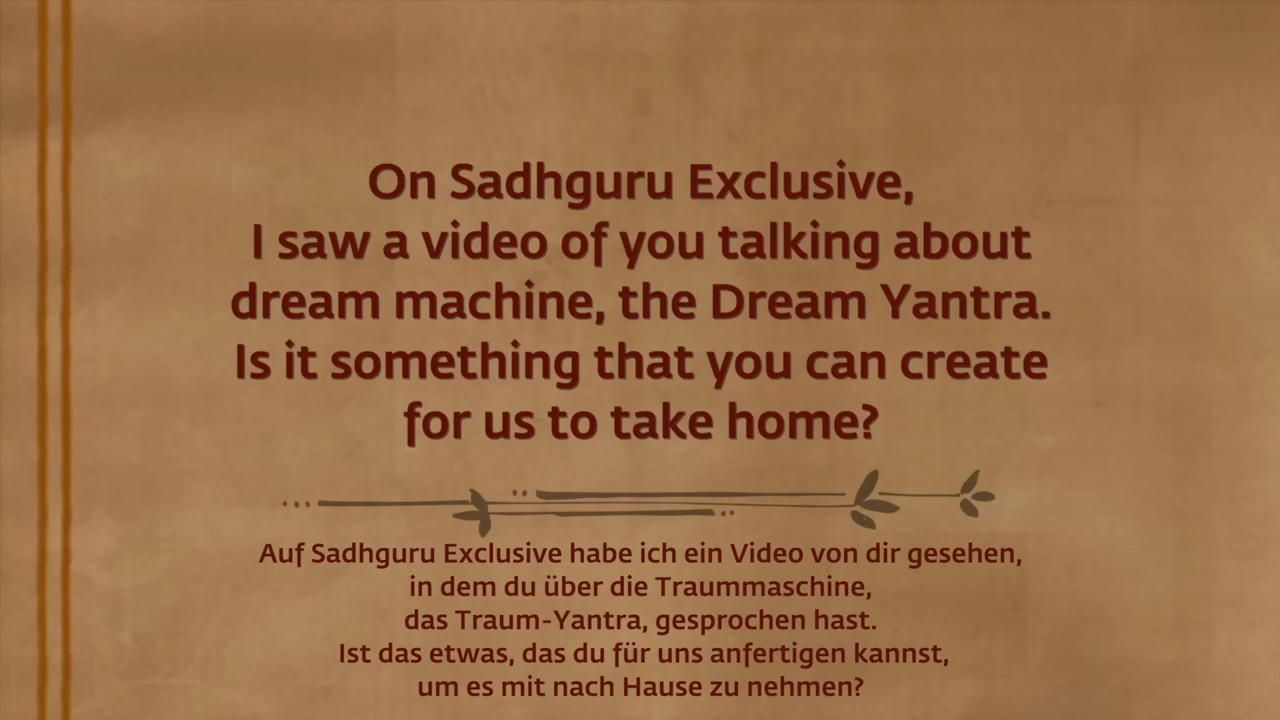 On Sadhguru Exclusive,
I saw a video of you talking about
dream machine, the Dream Yantra.
Is it something that you can create
for us to take home?
Auf Sadhguru Exclusive habe ich ein Video von dir gesehen,
in dem du über die Traummaschine,
das Traum-Yantra, gesprochen hast.
Ist das etwas, das du für uns anfertigen kannst,
um es mit nach Hause zu nehmen?